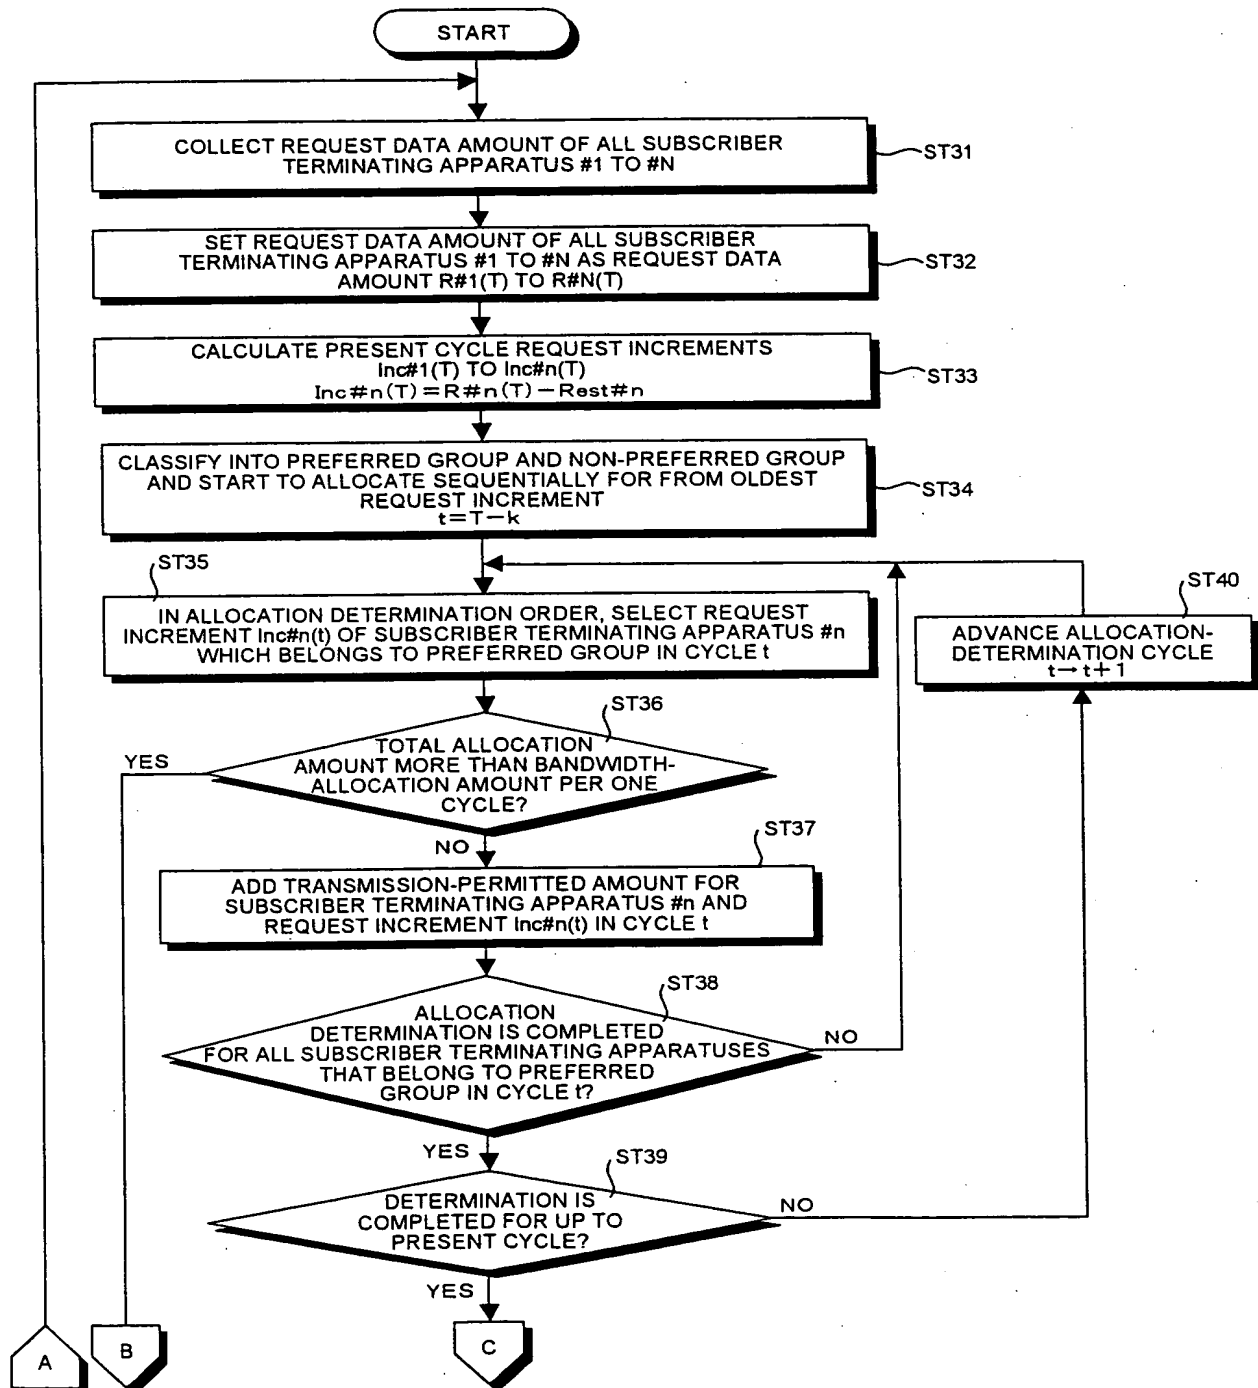 START
COLLECT REQUEST DATA AMOUNT OF ALL SUBSCRIBER
TERMINATING APPARATUS #1 TO #N
ST31
SET REQUEST DATA AMOUNT OF ALL SUBSCRIBER
TERMINATING APPARATUS #1 TO #N AS REQUEST DATA
AMOUNT R#1(T) TO R#N(T)
ST32
CALCULATE PRESENT CYCLE REQUEST INCREMENTS
Inc#1(T) TO Inc#n(T)
Inc#n(T)=R#n(T)-Rest#n
ST33
CLASSIFY INTO PREFERRED GROUP AND NON-PREFERRED GROUP
AND START TO ALLOCATE SEQUENTIALLY FOR FROM OLDEST
REQUEST INCREMENT
t=T-k
ST34
ST35
IN ALLOCATION DETERMINATION ORDER, SELECT REQUEST
INCREMENT Inc#n(t) OF SUBSCRIBER TERMINATING APPARATUS #n
WHICH BELONGS TO PREFERRED GROUP IN CYCLE t
ST40
ADVANCE ALLOCATION-
DETERMINATION CYCLE
t→t+1
ST36
TOTAL ALLOCATION
AMOUNT MORE THAN BANDWIDTH-
ALLOCATION AMOUNT PER ONE
CYCLE?
YES
NO
ST37
ADD TRANSMISSION-PERMITTED AMOUNT FOR
SUBSCRIBER TERMINATING APPARATUS #n AND
REQUEST INCREMENT Inc#n(t) IN CYCLE t
ST38
ALLOCATION
DETERMINATION IS COMPLETED
FOR ALL SUBSCRIBER TERMINATING APPARATUSES
THAT BELONG TO PREFERRED
GROUP IN CYCLE t?
NO
YES
ST39
DETERMINATION IS
COMPLETED FOR UP TO
PRESENT CYCLE?
NO
YES
A
B
C